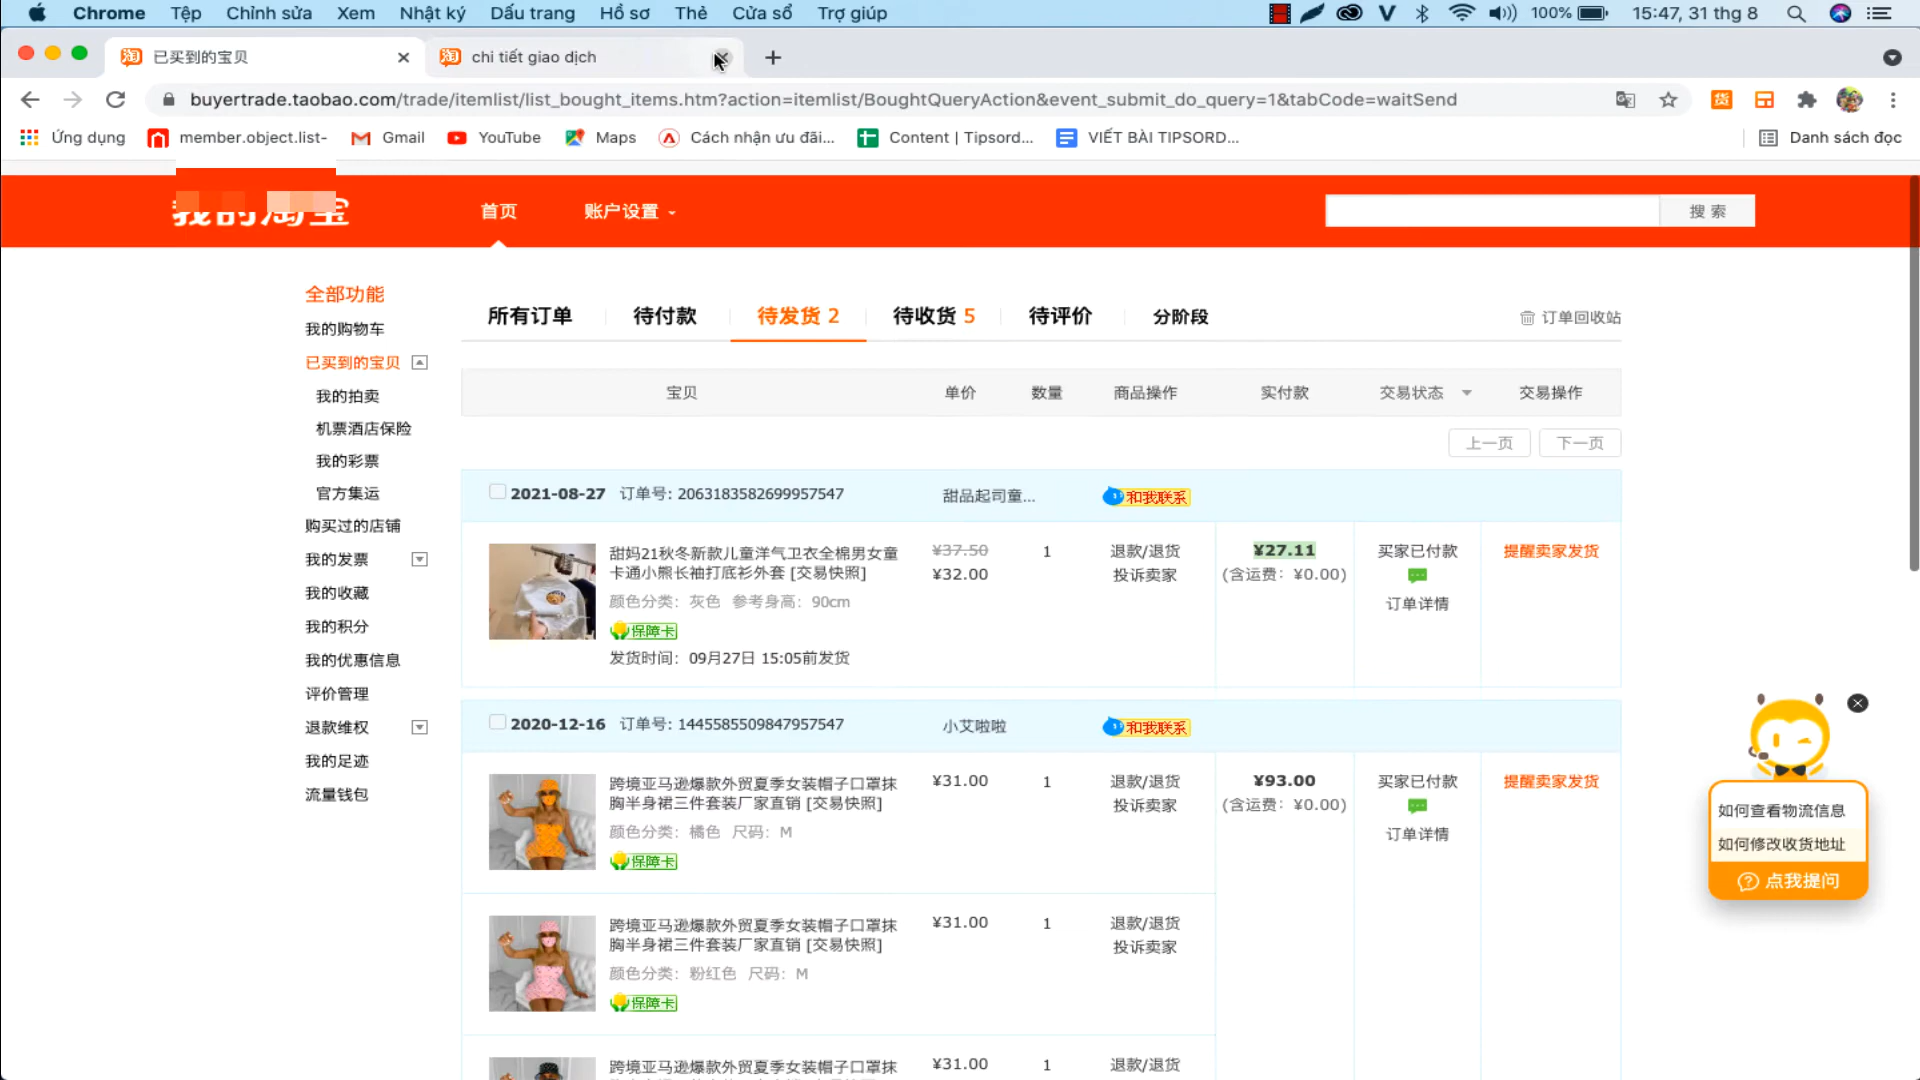 Chrome Tệp Chỉnh sửa Xem Nhật ký Dấu trang Hồ sơ Thẻ Cửa sổ Trợ giúp 100% 15:47, 31 thg 8
已买到的宝贝 chi tiết giao dịch
buyertrade.taobao.com/trade/itemlist/list_bought_items.htm?action=itemlist/BoughtQueryAction&event_submit_do_query=1&tabCode=waitSend
Ứng dụng member.object.list- Gmail YouTube Maps Cách nhận ưu đãi... Content | Tipsord... VIẾT BÀI TIPSORD... Danh sách đọc
我的淘宝 首页 账户设置 搜 索
全部功能
我的购物车
已买到的宝贝
我的拍卖
机票酒店保险
我的彩票
官方集运
购买过的店铺
我的发票
我的收藏
我的积分
我的优惠信息
评价管理
退款维权
我的足迹
流量钱包
所有订单 待付款 待发货 2 待收货 5 待评价 分阶段 订单回收站
宝贝 单价 数量 商品操作 实付款 交易状态 交易操作
上一页 下一页
2021-08-27 订单号: 2063183582699957547 甜品起司童... 和我联系
甜妈21秋冬新款儿童洋气卫衣全棉男女童 ¥37.50 1 退款/退货 ¥27.11 买家已付款 提醒卖家发货
卡通小熊长袖打底衫外套 [交易快照] ¥32.00 投诉卖家 (含运费：¥0.00)
颜色分类：灰色 参考身高：90cm 订单详情
保障卡
发货时间：09月27日 15:05前发货
2020-12-16 订单号: 1445585509847957547 小艾啦啦 和我联系
跨境亚马逊爆款外贸夏季女装帽子口罩抹 ¥31.00 1 退款/退货 ¥93.00 买家已付款 提醒卖家发货
胸半身裙三件套装厂家直销 [交易快照] 投诉卖家 (含运费：¥0.00)
颜色分类：橘色 尺码：M 订单详情
保障卡
跨境亚马逊爆款外贸夏季女装帽子口罩抹 ¥31.00 1 退款/退货
胸半身裙三件套装厂家直销 [交易快照] 投诉卖家
颜色分类：粉红色 尺码：M
保障卡
跨境亚马逊爆款外贸夏季女装帽子口罩抹 ¥31.00 1 退款/退货
如何查看物流信息
如何修改收货地址
点我提问